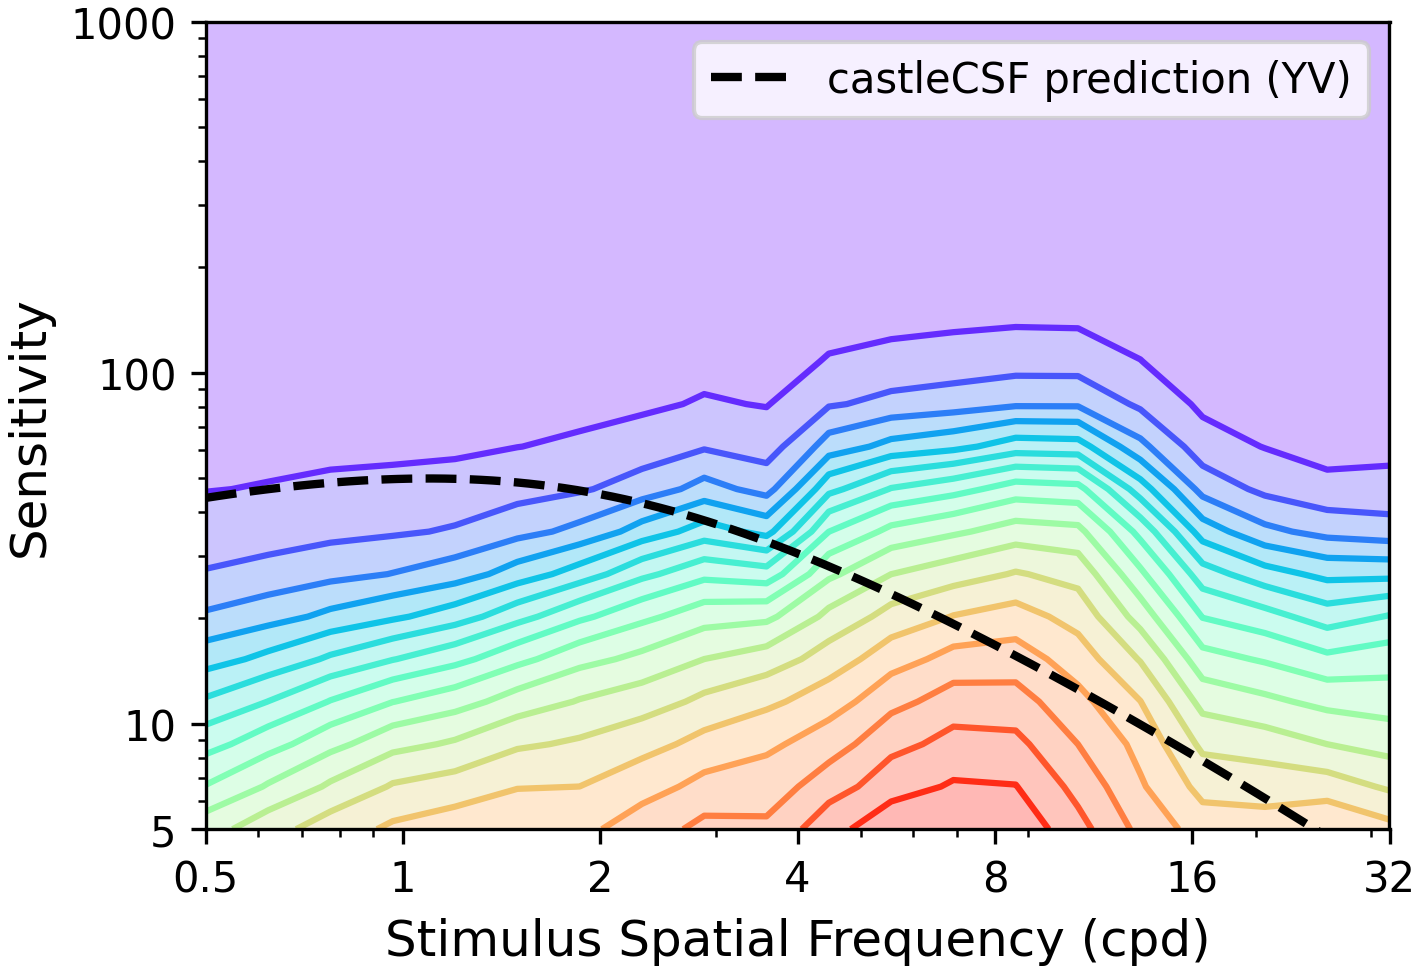 1000
castleCSF prediction (YV)
Sensitivity
100
10
5
0.5 1 2 4 8 16 32
Stimulus Spatial Frequency (cpd)